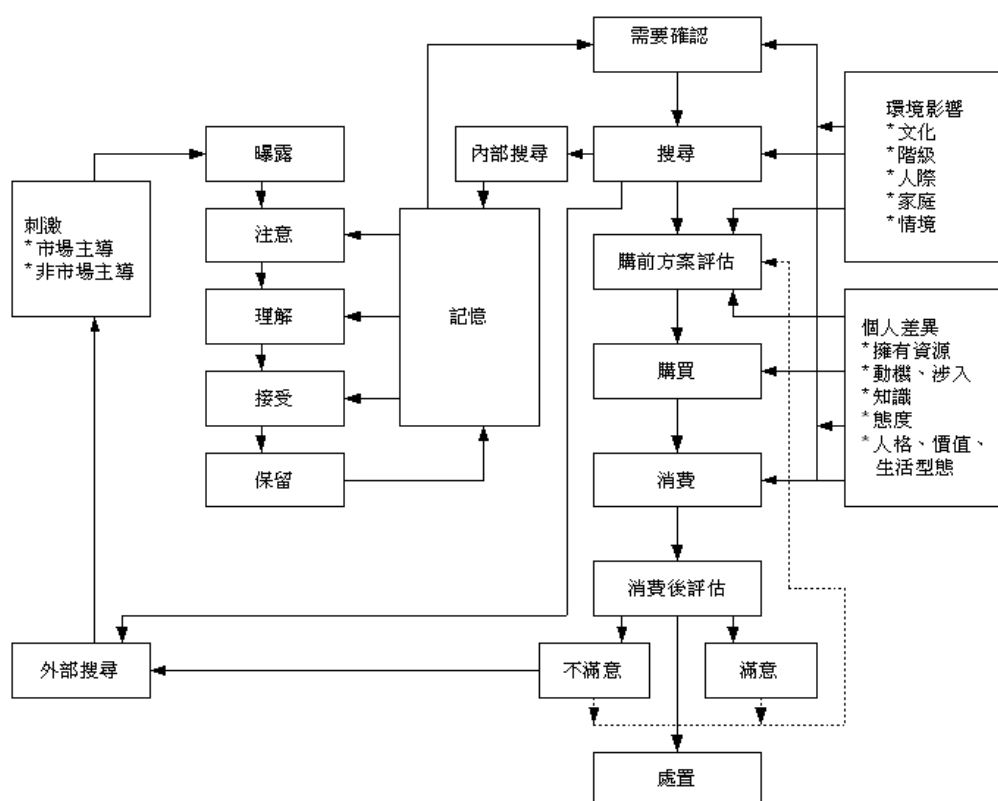 需要確認
環境影響
*文化
*階級
*人際
*家庭
*情境
曝露
內部搜尋
搜尋
刺激
*市場主導
*非市場主導
注意
購前方案評估
理解
記憶
個人差異
*擁有資源
*動機、涉入
*知識
*態度
*人格、價值、
生活型態
購買
接受
保留
消費
消費後評估
外部搜尋
不滿意
滿意
處置